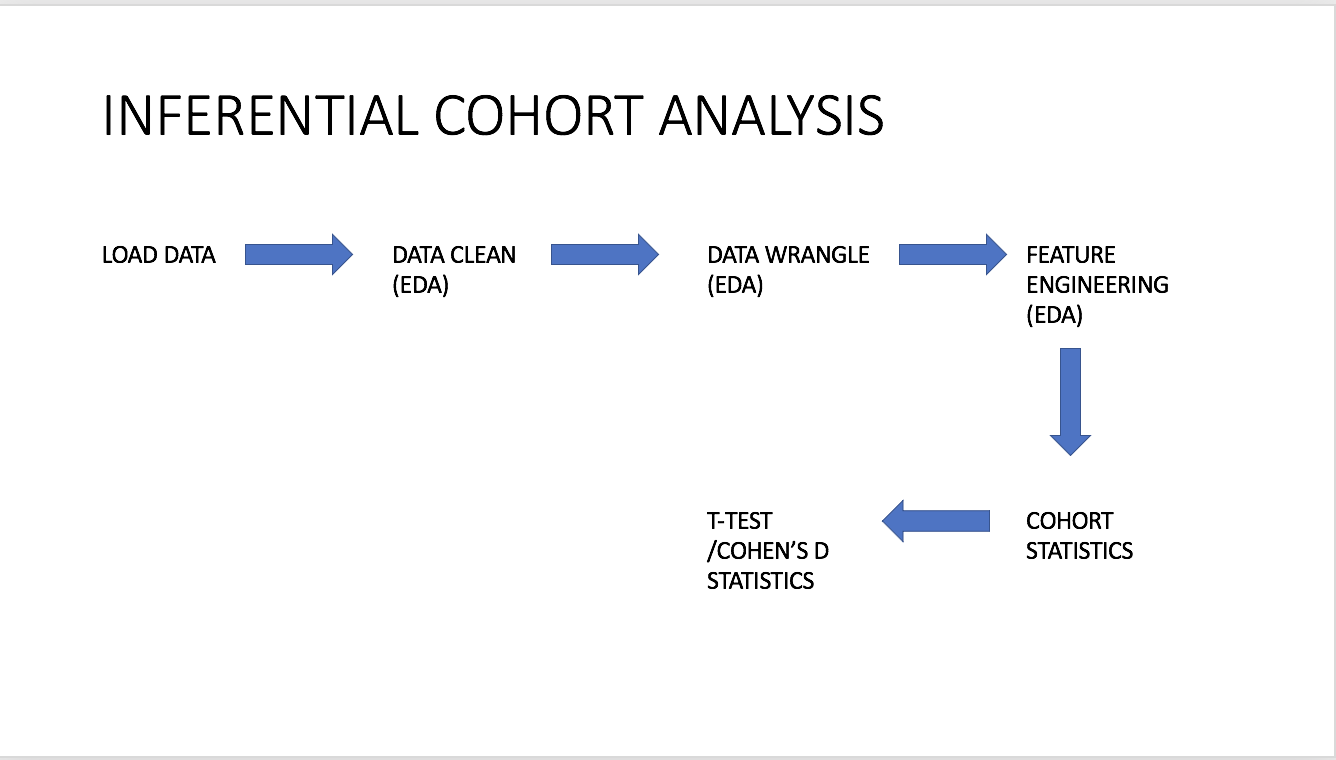 INFERENTIAL COHORT ANALYSIS
LOAD DATA
DATA CLEAN
(EDA)
DATA WRANGLE
(EDA)
FEATURE
ENGINEERING
(EDA)
COHORT
STATISTICS
T-TEST
/COHEN’S D
STATISTICS